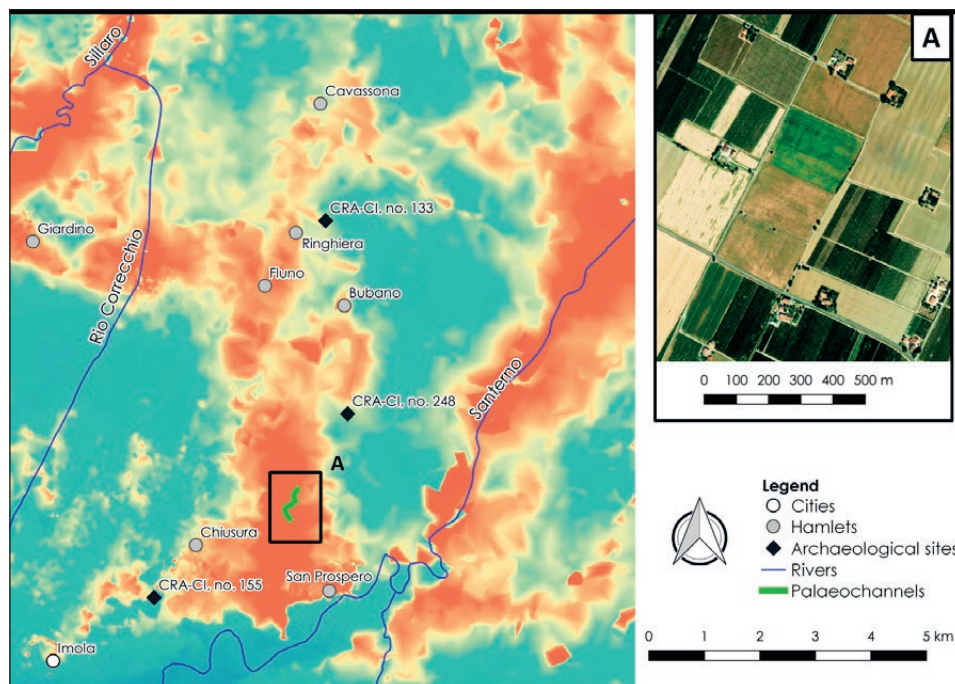 Sillaro
Cavassona
CRA-CI, no. 133
Giardino
Ringhiera
Rio Correcchio
Fluno
Bubano
Santerno
CRA-CI, no. 248
A
Chiusura
San Prospero
CRA-CI, no. 155
Imola
A
0 100 200 300 400 500 m
Legend
Cities
Hamlets
Archaeological sites
Rivers
Palaeochannels
0 1 2 3 4 5 km